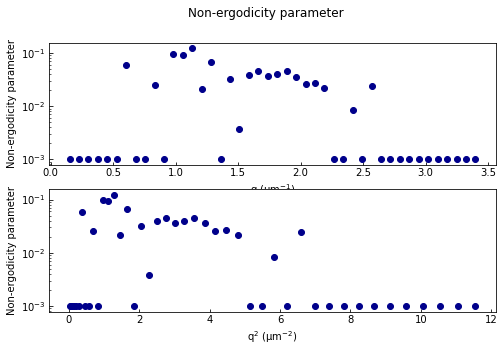 Non-ergodicity parameter
Non-ergodicity parameter
10⁻¹
10⁻²
10⁻³
0.0 0.5 1.0 1.5 2.0 2.5 3.0 3.5
q (μm⁻¹)
Non-ergodicity parameter
10⁻¹
10⁻²
10⁻³
0 2 4 6 8 10 12
q² (μm⁻²)